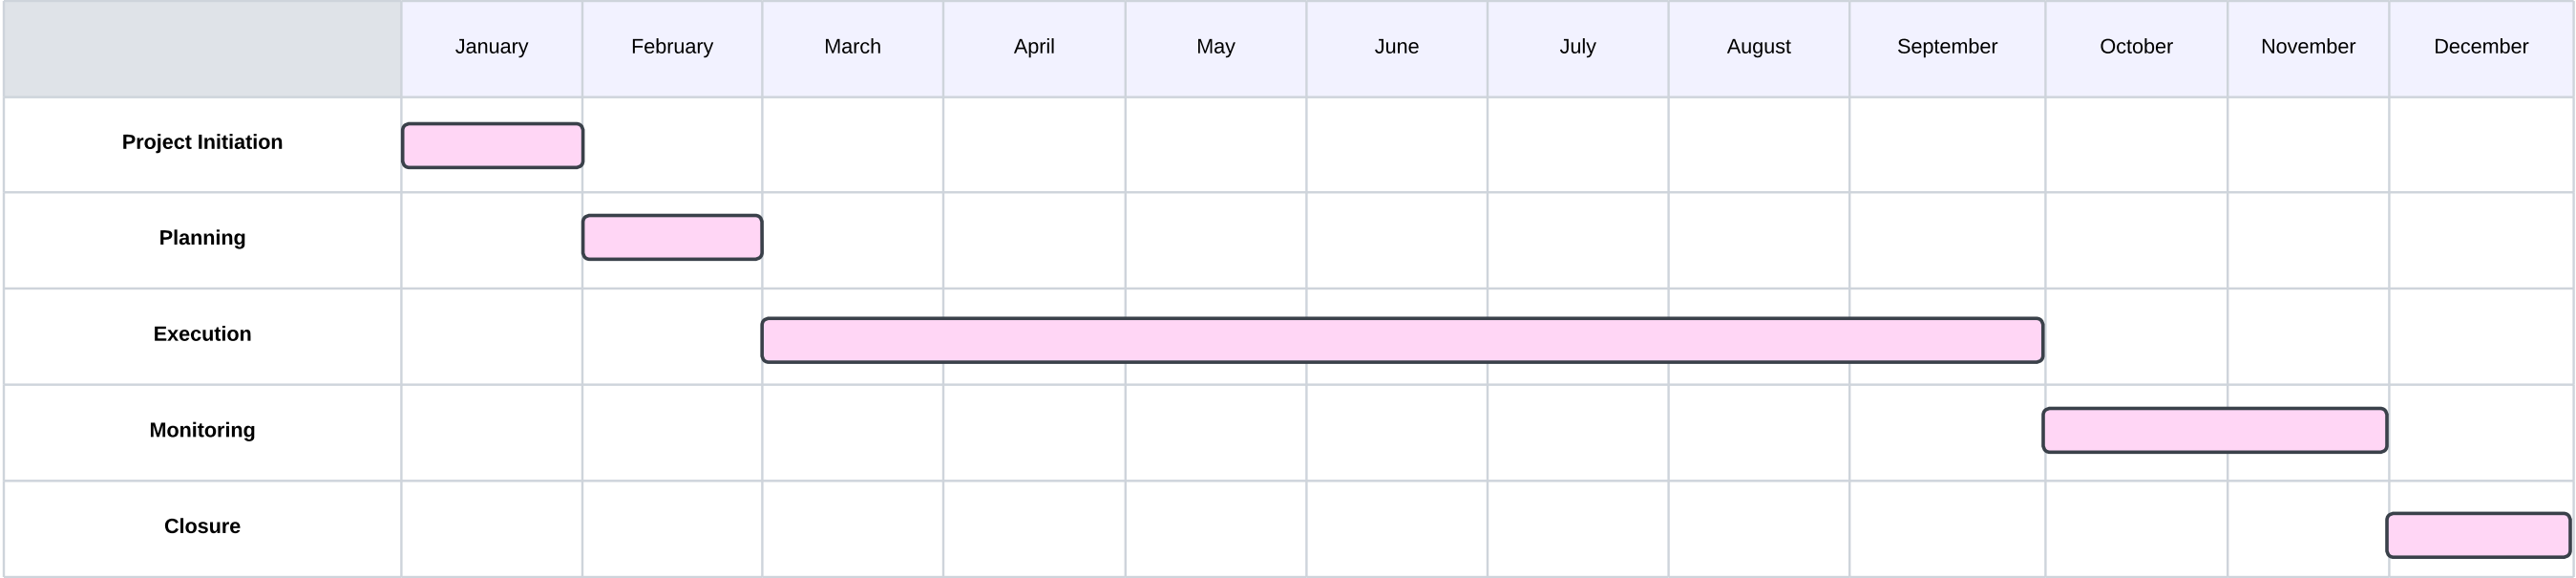 January February March April May June July August September October November December
Project Initiation
Planning
Execution
Monitoring
Closure